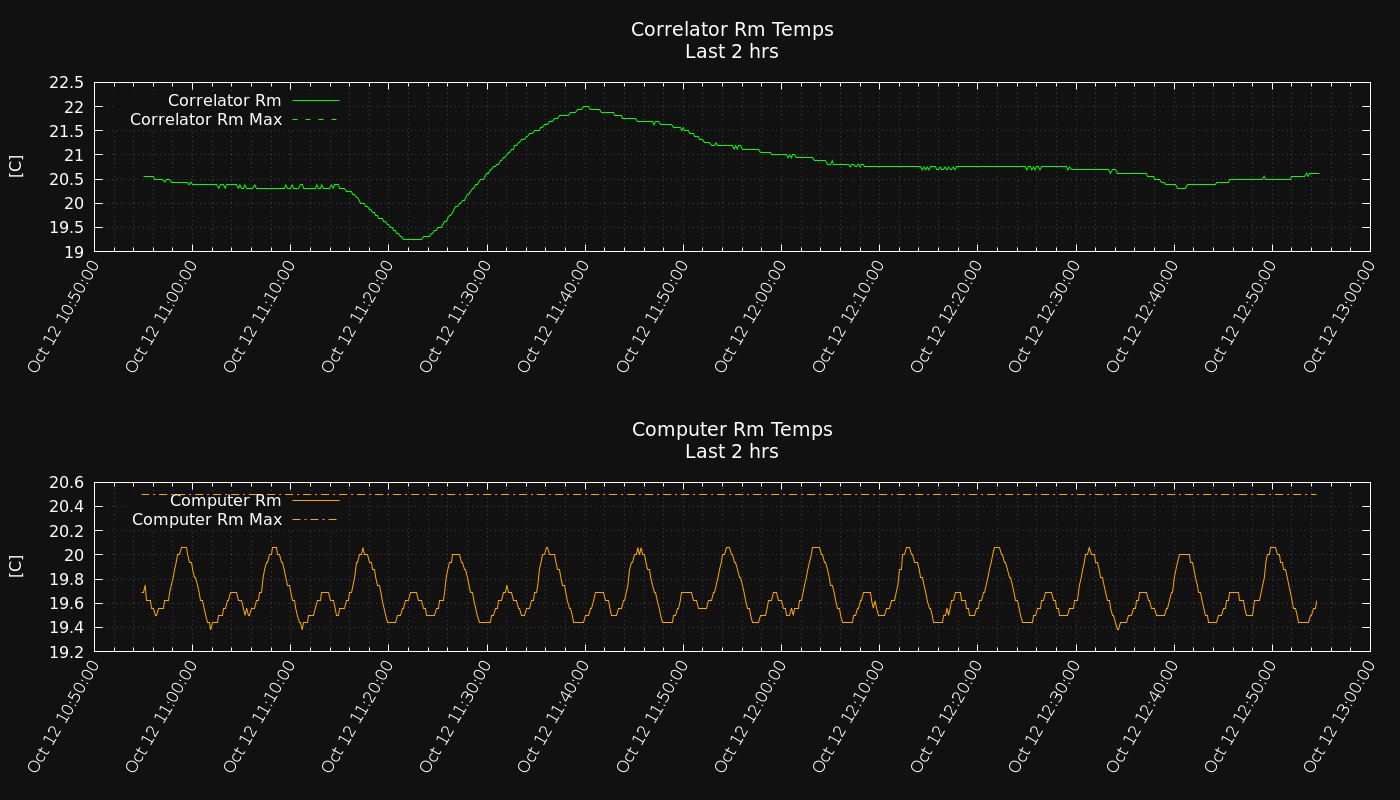 Correlator Rm Temps
Last 2 hrs
22.5
22
21.5
21
20.5
20
19.5
19
[C]
Correlator Rm
Correlator Rm Max
Oct 12 10:50:00
Oct 12 11:00:00
Oct 12 11:10:00
Oct 12 11:20:00
Oct 12 11:30:00
Oct 12 11:40:00
Oct 12 11:50:00
Oct 12 12:00:00
Oct 12 12:10:00
Oct 12 12:20:00
Oct 12 12:30:00
Oct 12 12:40:00
Oct 12 12:50:00
Oct 12 13:00:00
Computer Rm Temps
Last 2 hrs
20.6
20.4
20.2
20
19.8
19.6
19.4
19.2
[C]
Computer Rm
Computer Rm Max
Oct 12 10:50:00
Oct 12 11:00:00
Oct 12 11:10:00
Oct 12 11:20:00
Oct 12 11:30:00
Oct 12 11:40:00
Oct 12 11:50:00
Oct 12 12:00:00
Oct 12 12:10:00
Oct 12 12:20:00
Oct 12 12:30:00
Oct 12 12:40:00
Oct 12 12:50:00
Oct 12 13:00:00